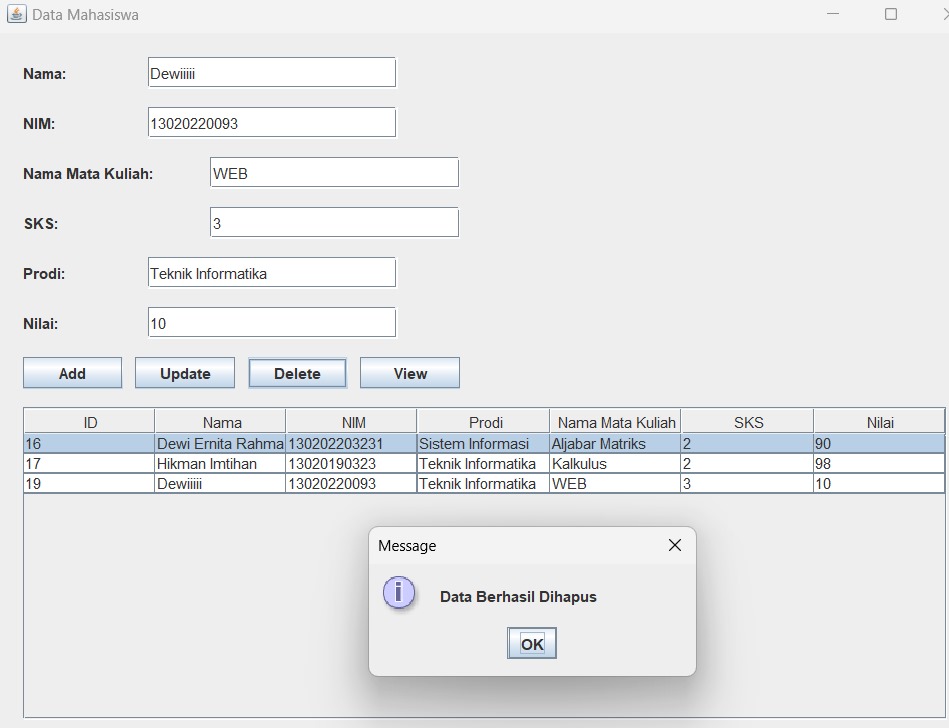 Data Mahasiswa
Nama: Dewiiiii
NIM: 13020220093
Nama Mata Kuliah: WEB
SKS: 3
Prodi: Teknik Informatika
Nilai: 10
Add Update Delete View
ID Nama NIM Prodi Nama Mata Kuliah SKS Nilai
16 Dewi Ernita Rahma 130202203231 Sistem Informasi Aljabar Matriks 2 90
17 Hikman Imtihan 13020190323 Teknik Informatika Kalkulus 2 98
19 Dewiiiii 13020220093 Teknik Informatika WEB 3 10
Message
i Data Berhasil Dihapus
OK